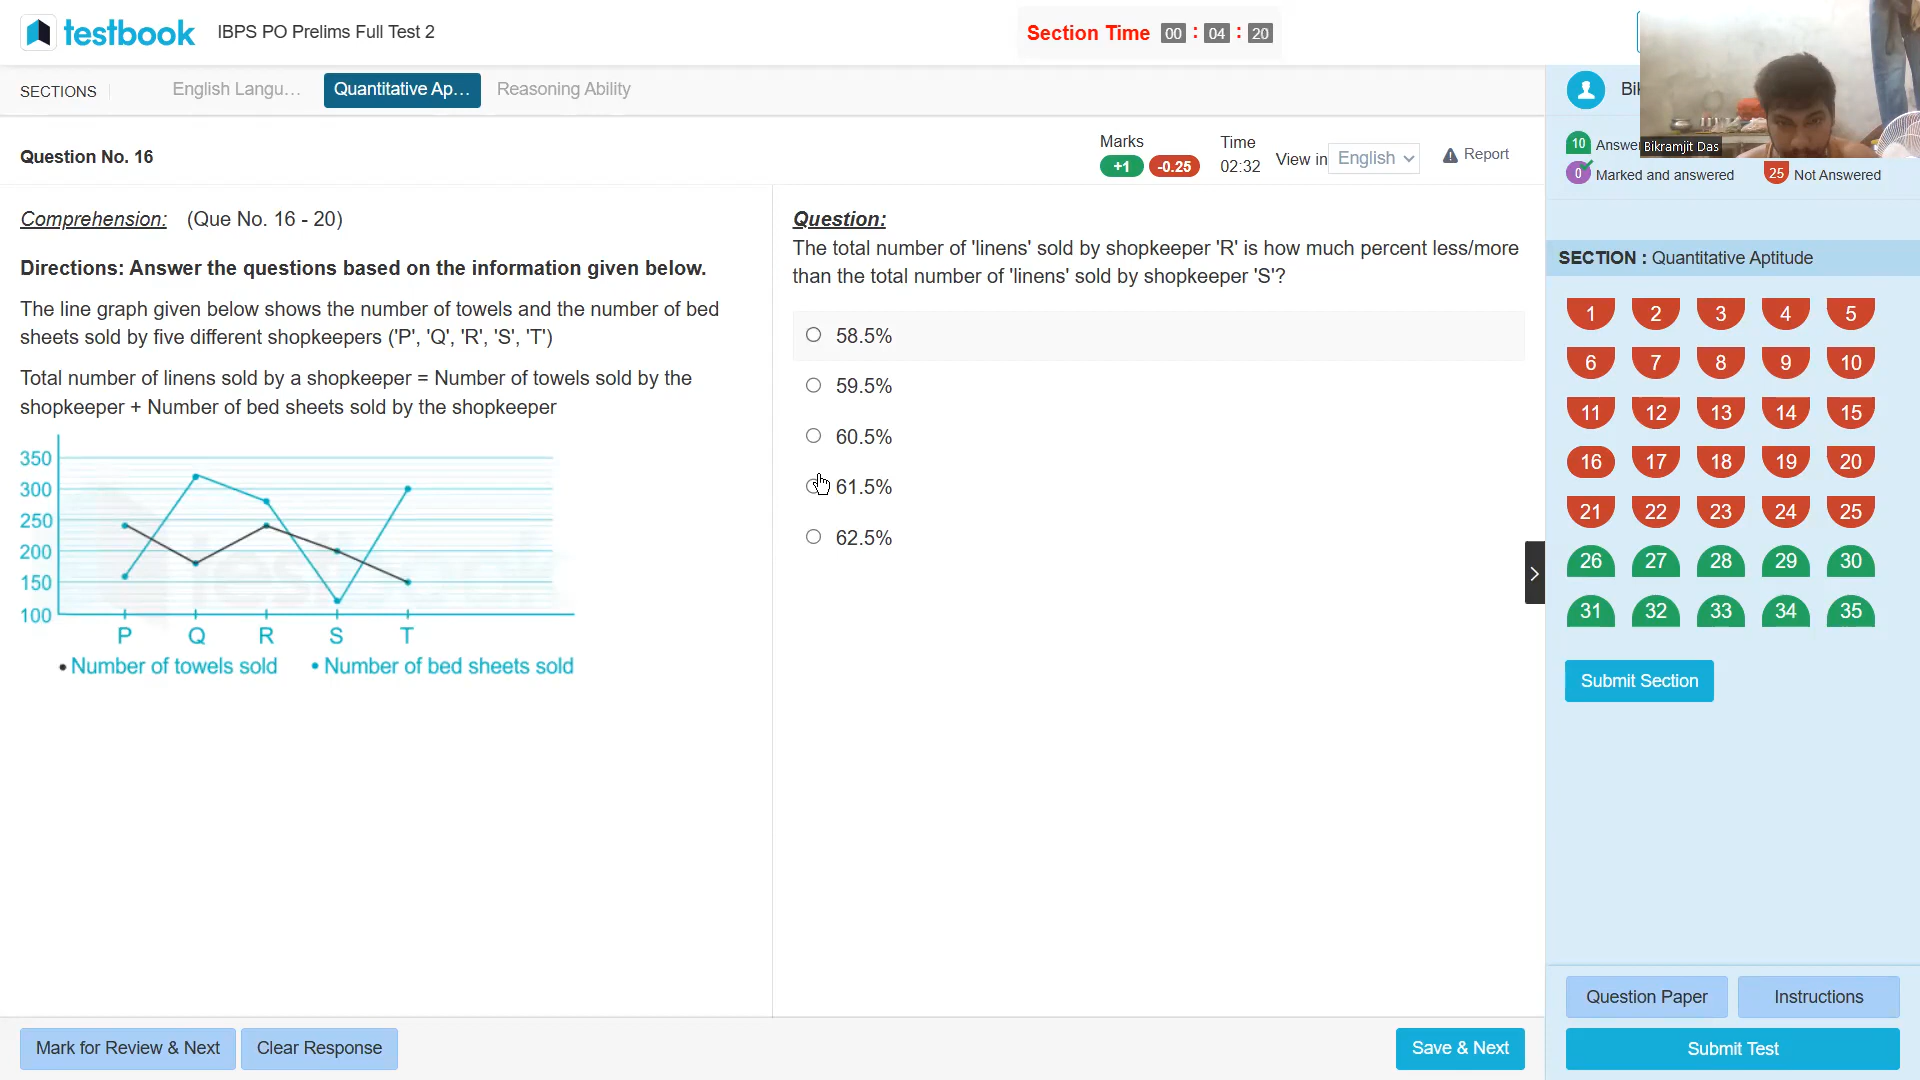 testbook
IBPS PO Prelims Full Test 2
Section Time 00 : 04 : 20
SECTIONS
English Langu...
Quantitative Ap...
Reasoning Ability
Question No. 16
Marks
+1 -0.25
Time
02:32
View in English
Report
10
Bikramjit Das
0 Marked and answered
25 Not Answered
Comprehension: (Que No. 16 - 20)
Directions: Answer the questions based on the information given below.
The line graph given below shows the number of towels and the number of bed
sheets sold by five different shopkeepers ('P', 'Q', 'R', 'S', 'T')
Total number of linens sold by a shopkeeper = Number of towels sold by the
shopkeeper + Number of bed sheets sold by the shopkeeper
350
300
250
200
150
100
P Q R S T
• Number of towels sold • Number of bed sheets sold
Question:
The total number of 'linens' sold by shopkeeper 'R' is how much percent less/more
than the total number of 'linens' sold by shopkeeper 'S'?
58.5%
59.5%
60.5%
61.5%
62.5%
SECTION : Quantitative Aptitude
1 2 3 4 5
6 7 8 9 10
11 12 13 14 15
16 17 18 19 20
21 22 23 24 25
26 27 28 29 30
31 32 33 34 35
Submit Section
Question Paper
Instructions
Mark for Review & Next
Clear Response
Save & Next
Submit Test